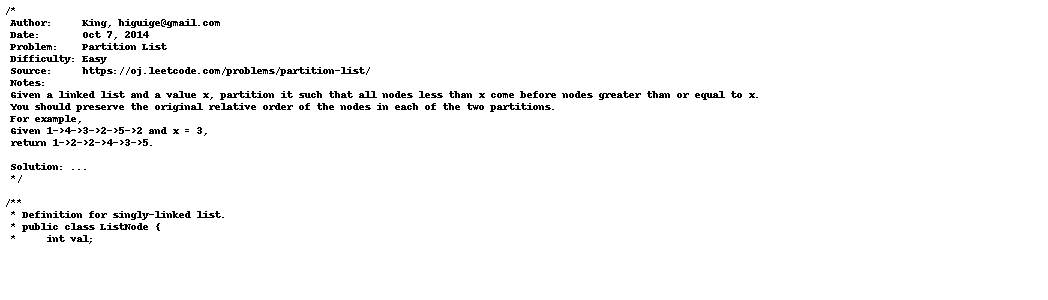 /*
 Author:     King, higuige@gmail.com
 Date:       Oct 7, 2014
 Problem:    Partition List
 Difficulty: Easy
 Source:     https://oj.leetcode.com/problems/partition-list/
 Notes:
 Given a linked list and a value x, partition it such that all nodes less than x come before nodes greater than or equal to x.
 You should preserve the original relative order of the nodes in each of the two partitions.
 For example,
 Given 1->4->3->2->5->2 and x = 3,
 return 1->2->2->4->3->5.

 Solution: ...
 */

/**
 * Definition for singly-linked list.
 * public class ListNode {
 *     int val;